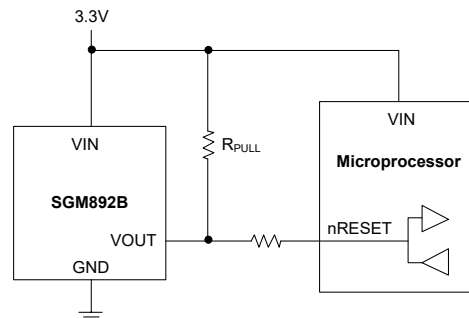 3.3V
VIN
SGM892B
VOUT
GND
RPULL
VIN
Microprocessor
nRESET